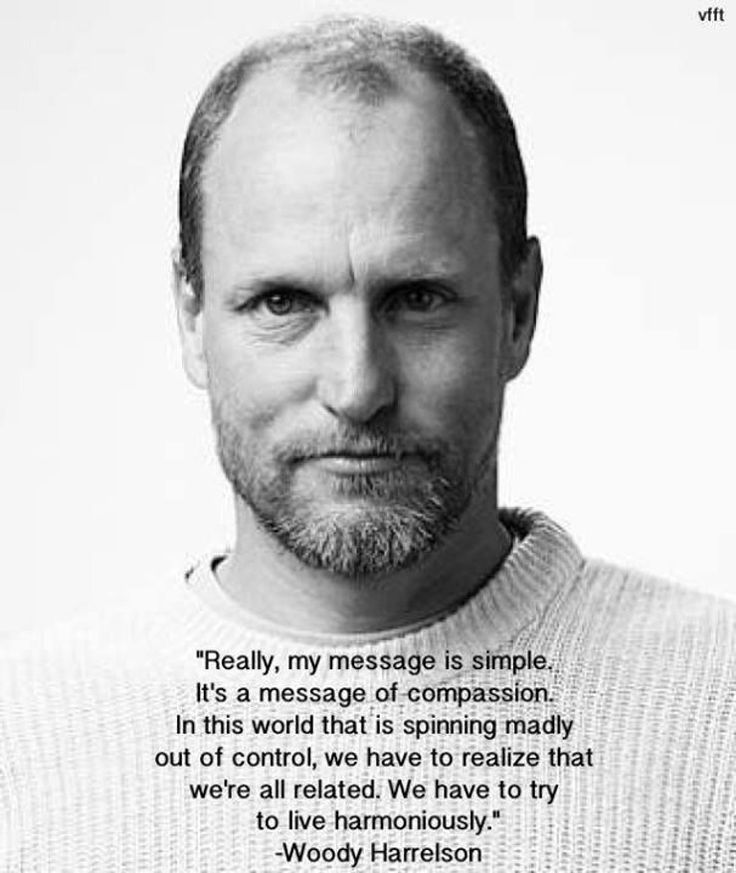 vfft
"Really, my message is simple.
It's a message of compassion.
In this world that is spinning madly
out of control, we have to realize that
we're all related. We have to try
to live harmoniously."
-Woody Harrelson